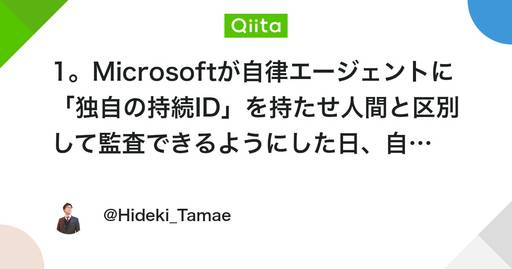 Qiita
1。Microsoftが自律エージェントに
「独自の持続ID」を持たせ人間と区別
して監査できるようにした日、自…
@Hideki_Tamae